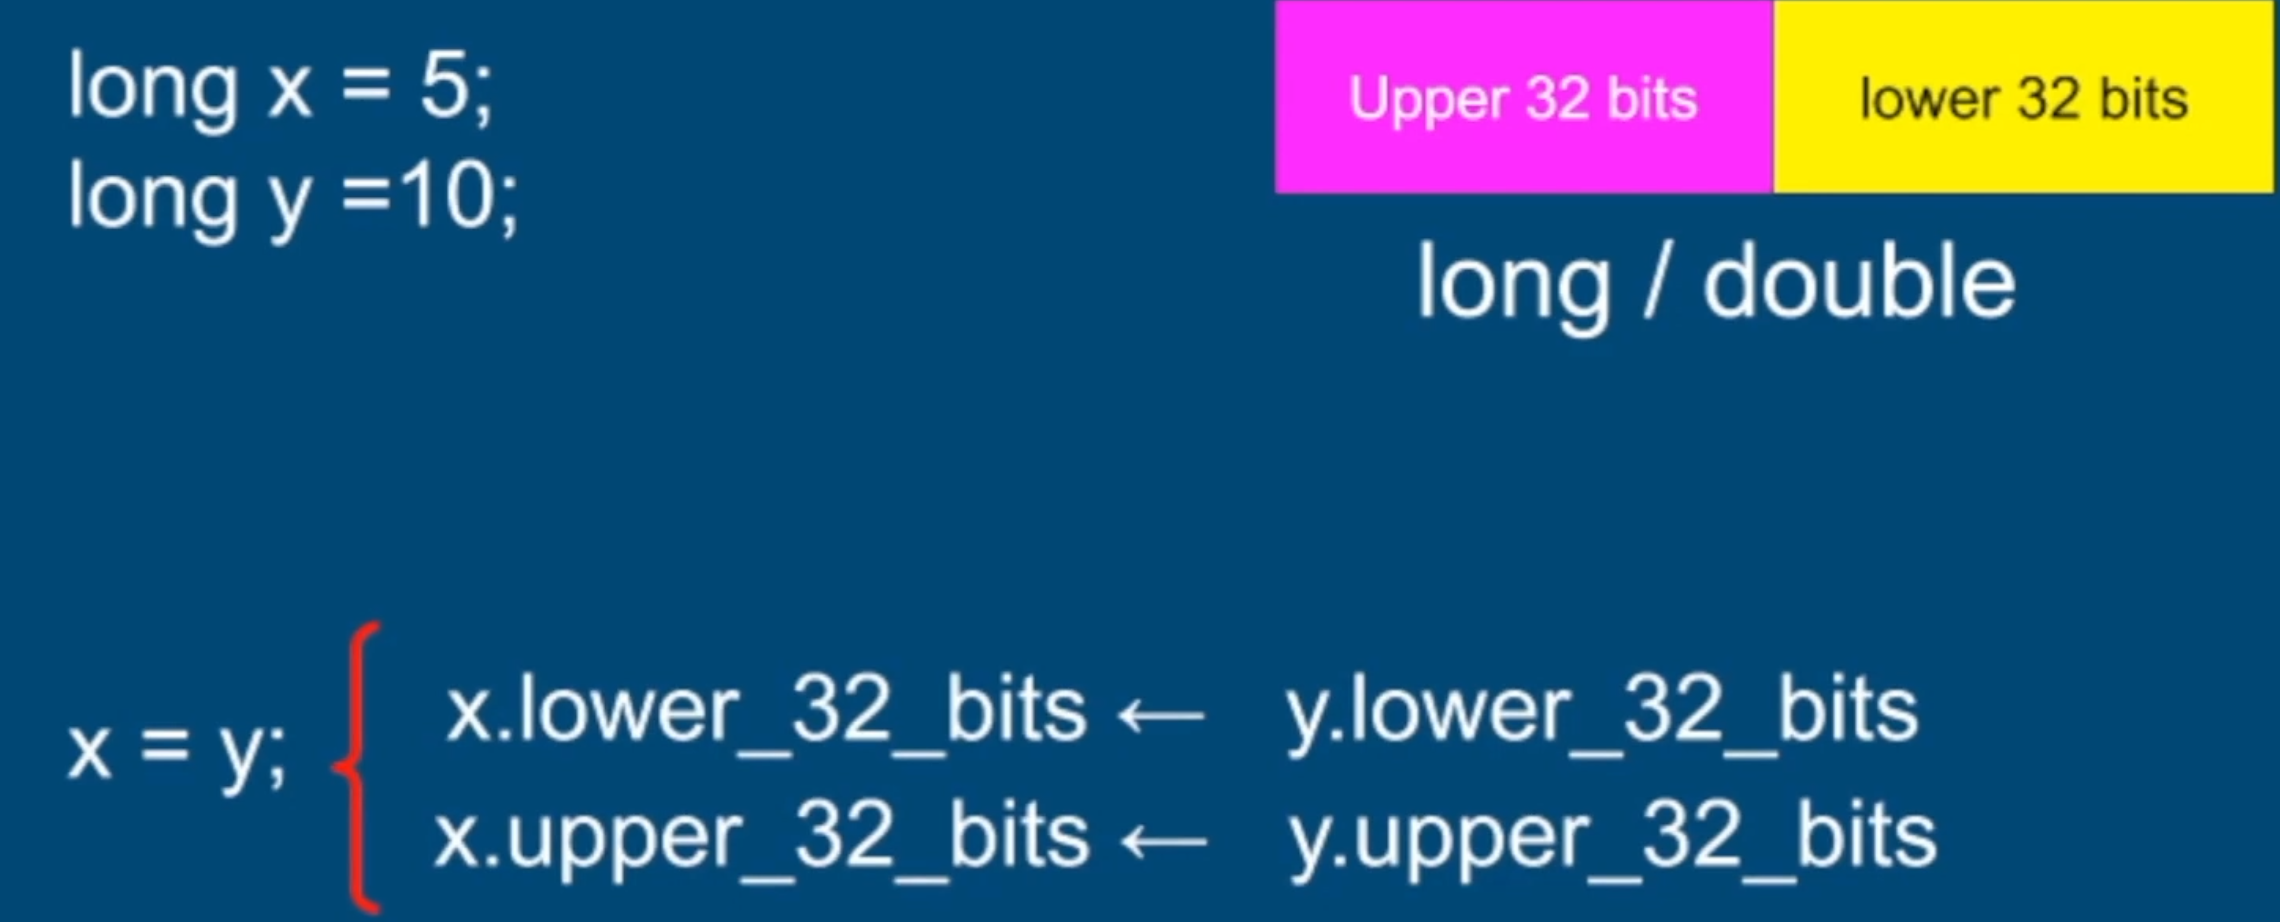 long x = 5;
long y =10;
Upper 32 bits
lower 32 bits
long / double
x = y;
x.lower_32_bits ← y.lower_32_bits
x.upper_32_bits ← y.upper_32_bits